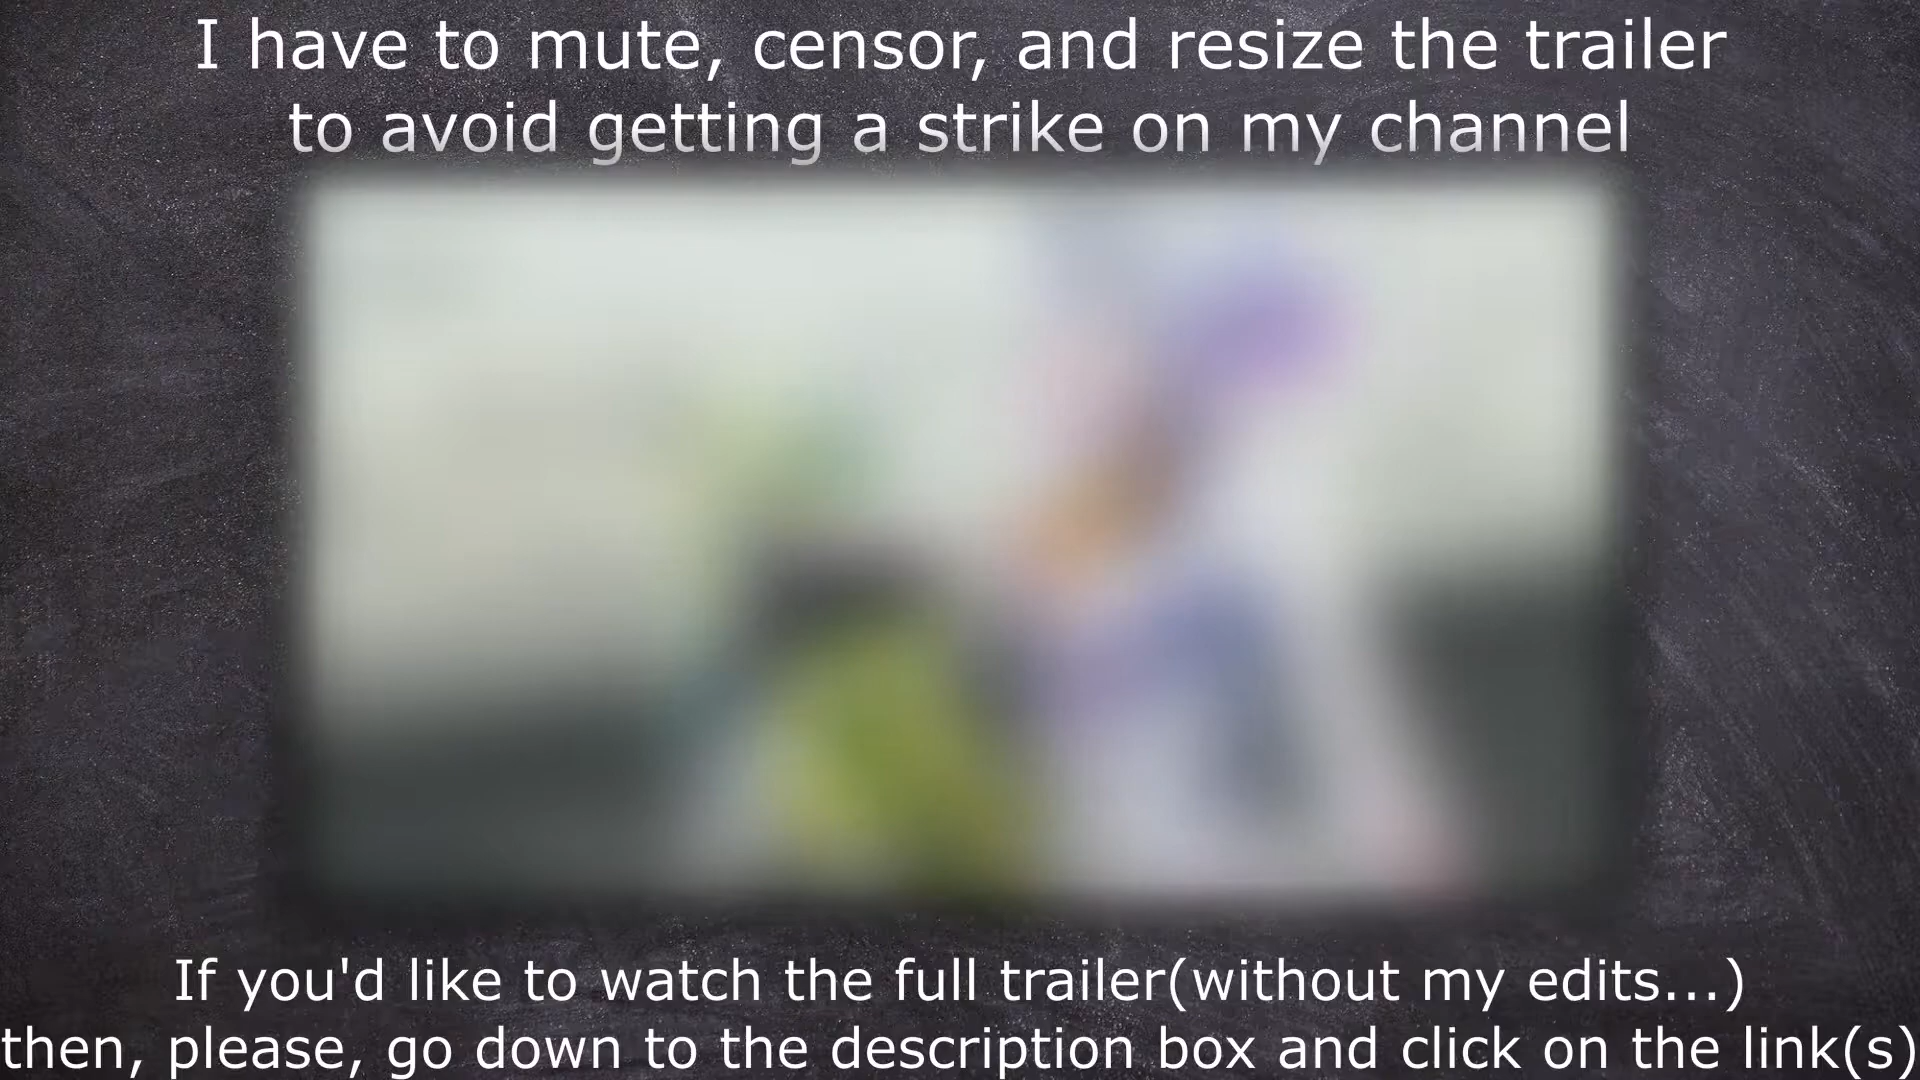 I have to mute, censor, and resize the trailer
to avoid getting a strike on my channel
If you'd like to watch the full trailer(without my edits...)
then, please, go down to the description box and click on the link(s)